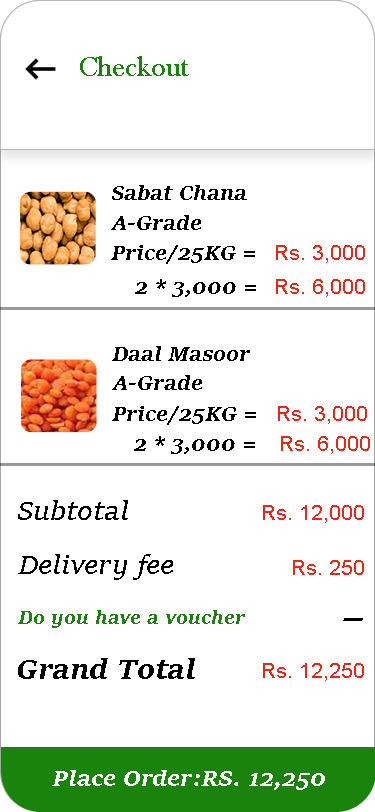 Checkout
Sabat Chana
A-Grade
Price/25KG = Rs. 3,000
2 * 3,000 = Rs. 6,000
Daal Masoor
A-Grade
Price/25KG = Rs. 3,000
2 * 3,000 = Rs. 6,000
Subtotal Rs. 12,000
Delivery fee Rs. 250
Do you have a voucher —
Grand Total Rs. 12,250
Place Order:RS. 12,250